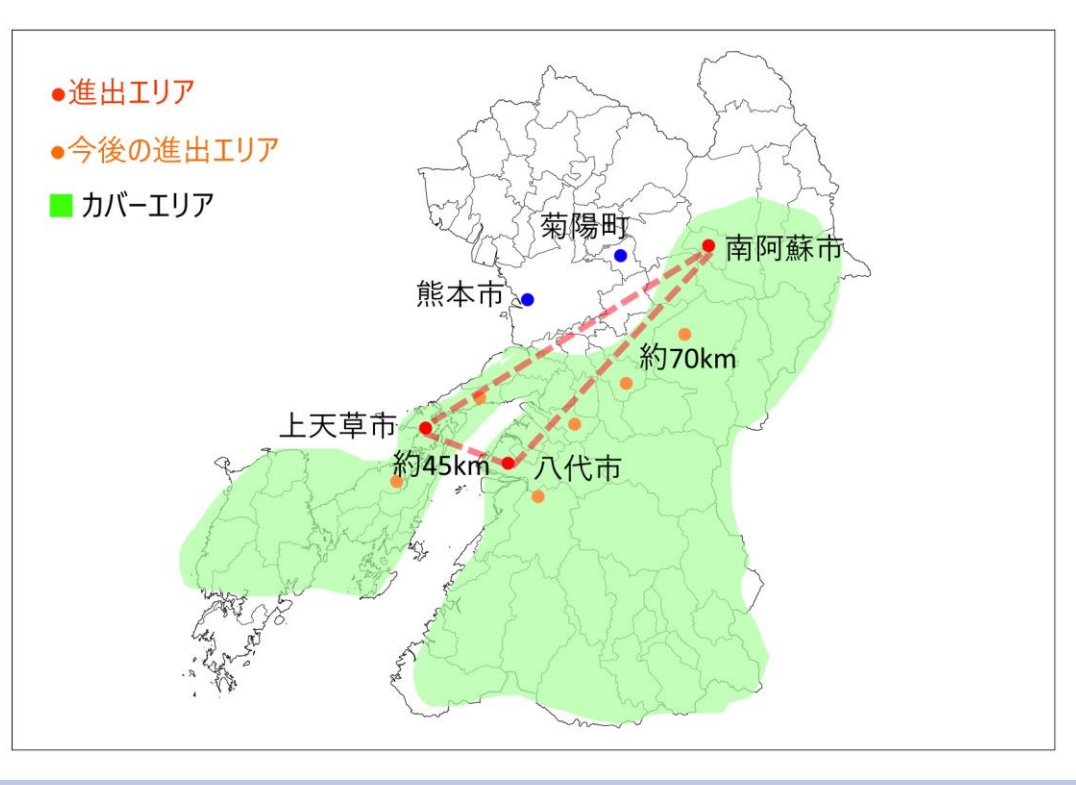 ●進出エリア
●今後の進出エリア
カバーエリア
菊陽町
南阿蘇市
熊本市
約70km
上天草市
約45km
八代市